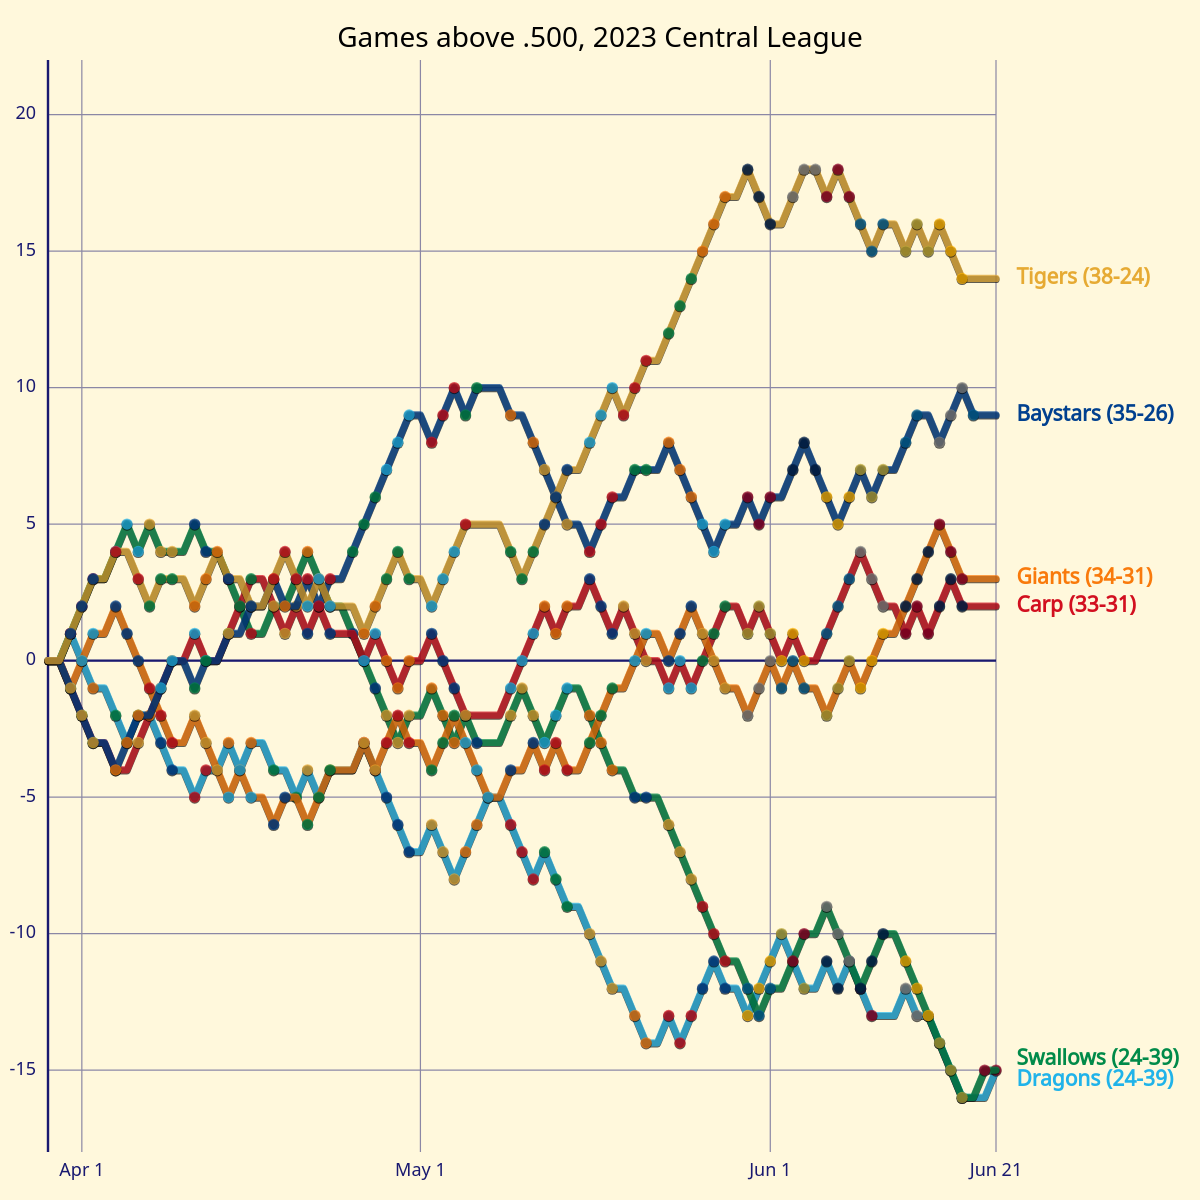 Games above .500, 2023 Central League
20
15
10
5
0
-5
-10
-15
Tigers (38-24)
Baystars (35-26)
Giants (34-31)
Carp (33-31)
Swallows (24-39)
Dragons (24-39)
Apr 1
May 1
Jun 1
Jun 21